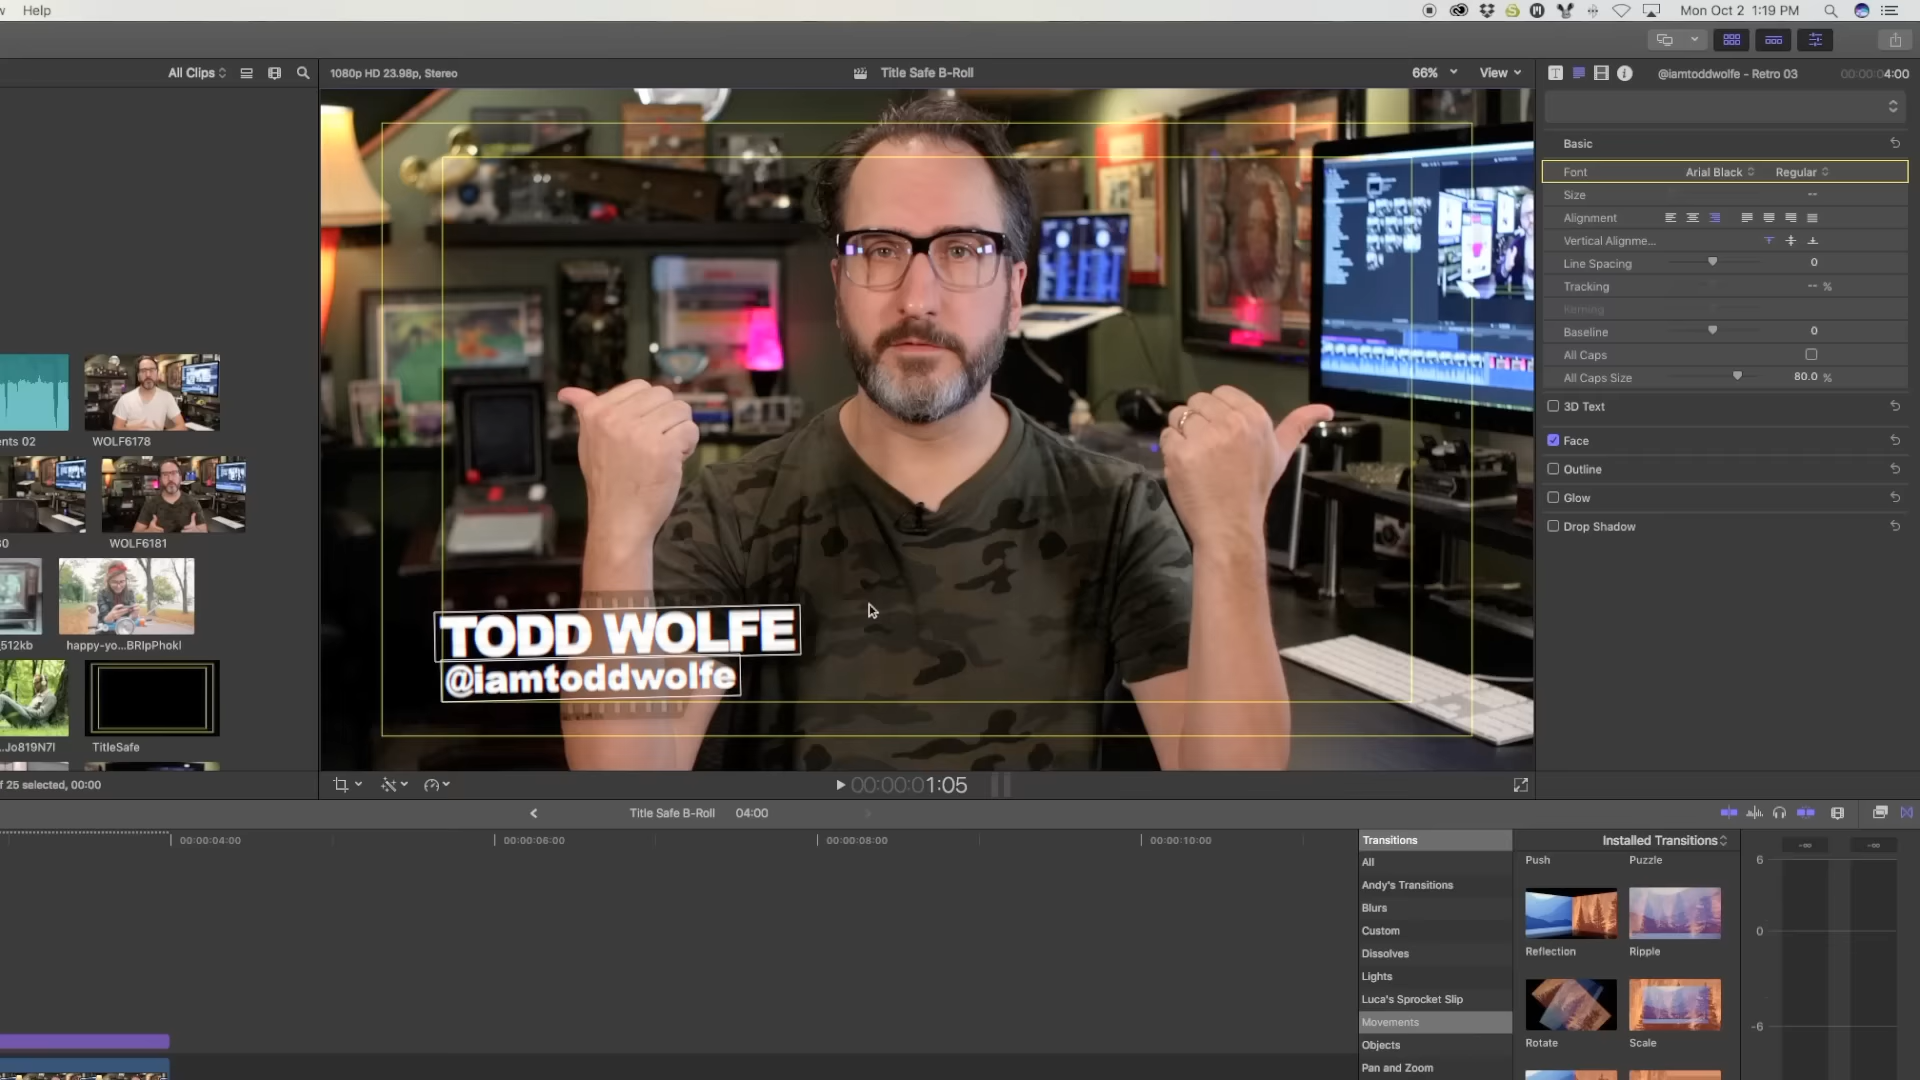 Help
Mon Oct 2 1:19 PM
All Clips
1080p HD 23.98p, Stereo
Title Safe B-Roll
66%
View
@iamtoddwolfe - Retro 03
00:00:04:00
Basic
Font
Arial Black
Regular
Size
--
Alignment
Vertical Alignme...
Line Spacing
0
Tracking
-- %
Kerning
Baseline
0
All Caps
All Caps Size
80.0 %
3D Text
Face
Outline
Glow
Drop Shadow
ents 02
WOLF6178
WOLF6181
512kb
happy-yo...BRIpPhokI
...Jo819N7I
TitleSafe
TODD WOLFE
@iamtoddwolfe
f 25 selected, 00:00
00:00:01:05
Title Safe B-Roll
04:00
00:00:04:00
00:00:06:00
00:00:08:00
00:00:10:00
Transitions
Installed Transitions
All
Andy's Transitions
Blurs
Custom
Dissolves
Lights
Luca's Sprocket Slip
Movements
Objects
Pan and Zoom
Push
Puzzle
Reflection
Ripple
Rotate
Scale
-∞
-∞
6
0
-6